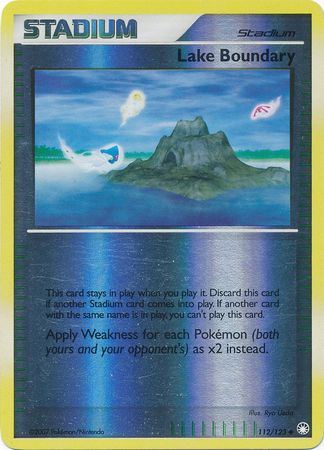 STADIUM
Stadium
Lake Boundary
This card stays in play when you play it. Discard this card
if another Stadium card comes into play. If another card
with the same name is in play, you can't play this card.
Apply Weakness for each Pokémon (both
yours and your opponent's) as x2 instead.
Illus. Ryo Ueda
©2007 Pokémon/Nintendo
112/123